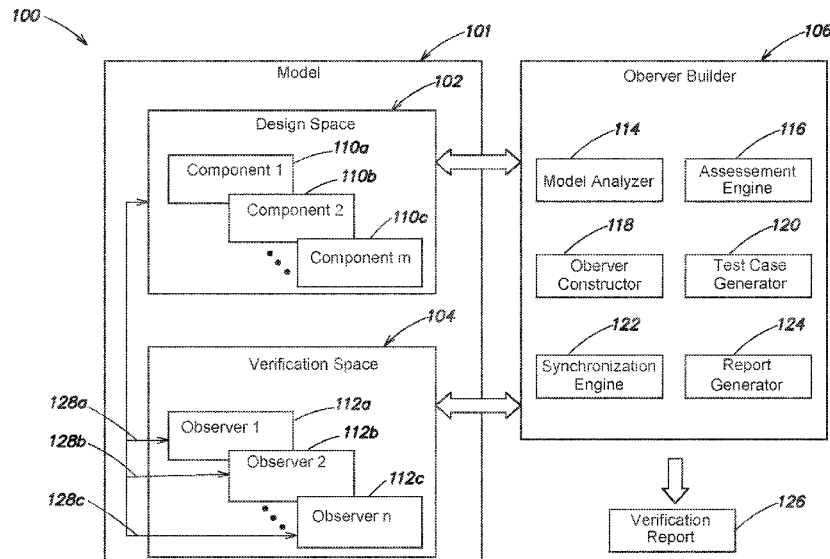 100
101
Model
102
Design Space
110a
Component 1
110b
Component 2
110c
Component m
104
Verification Space
112a
Observer 1
112b
Observer 2
112c
Observer n
128a
128b
128c
106
Oberver Builder
114
Model Analyzer
116
Assessement
Engine
118
Oberver
Constructor
120
Test Case
Generator
122
Synchronization
Engine
124
Report
Generator
126
Verification
Report